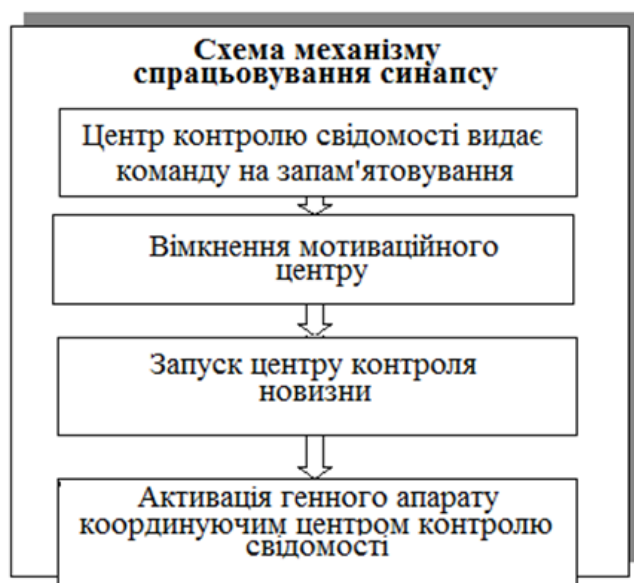 Схема механізму
спрацьовування синапсу
Центр контролю свідомості видає
команду на запам'ятовування
Вімкнення мотиваційного
центру
Запуск центру контроля
новизни
Активація генного апарату
координуючим центром контролю
свідомості